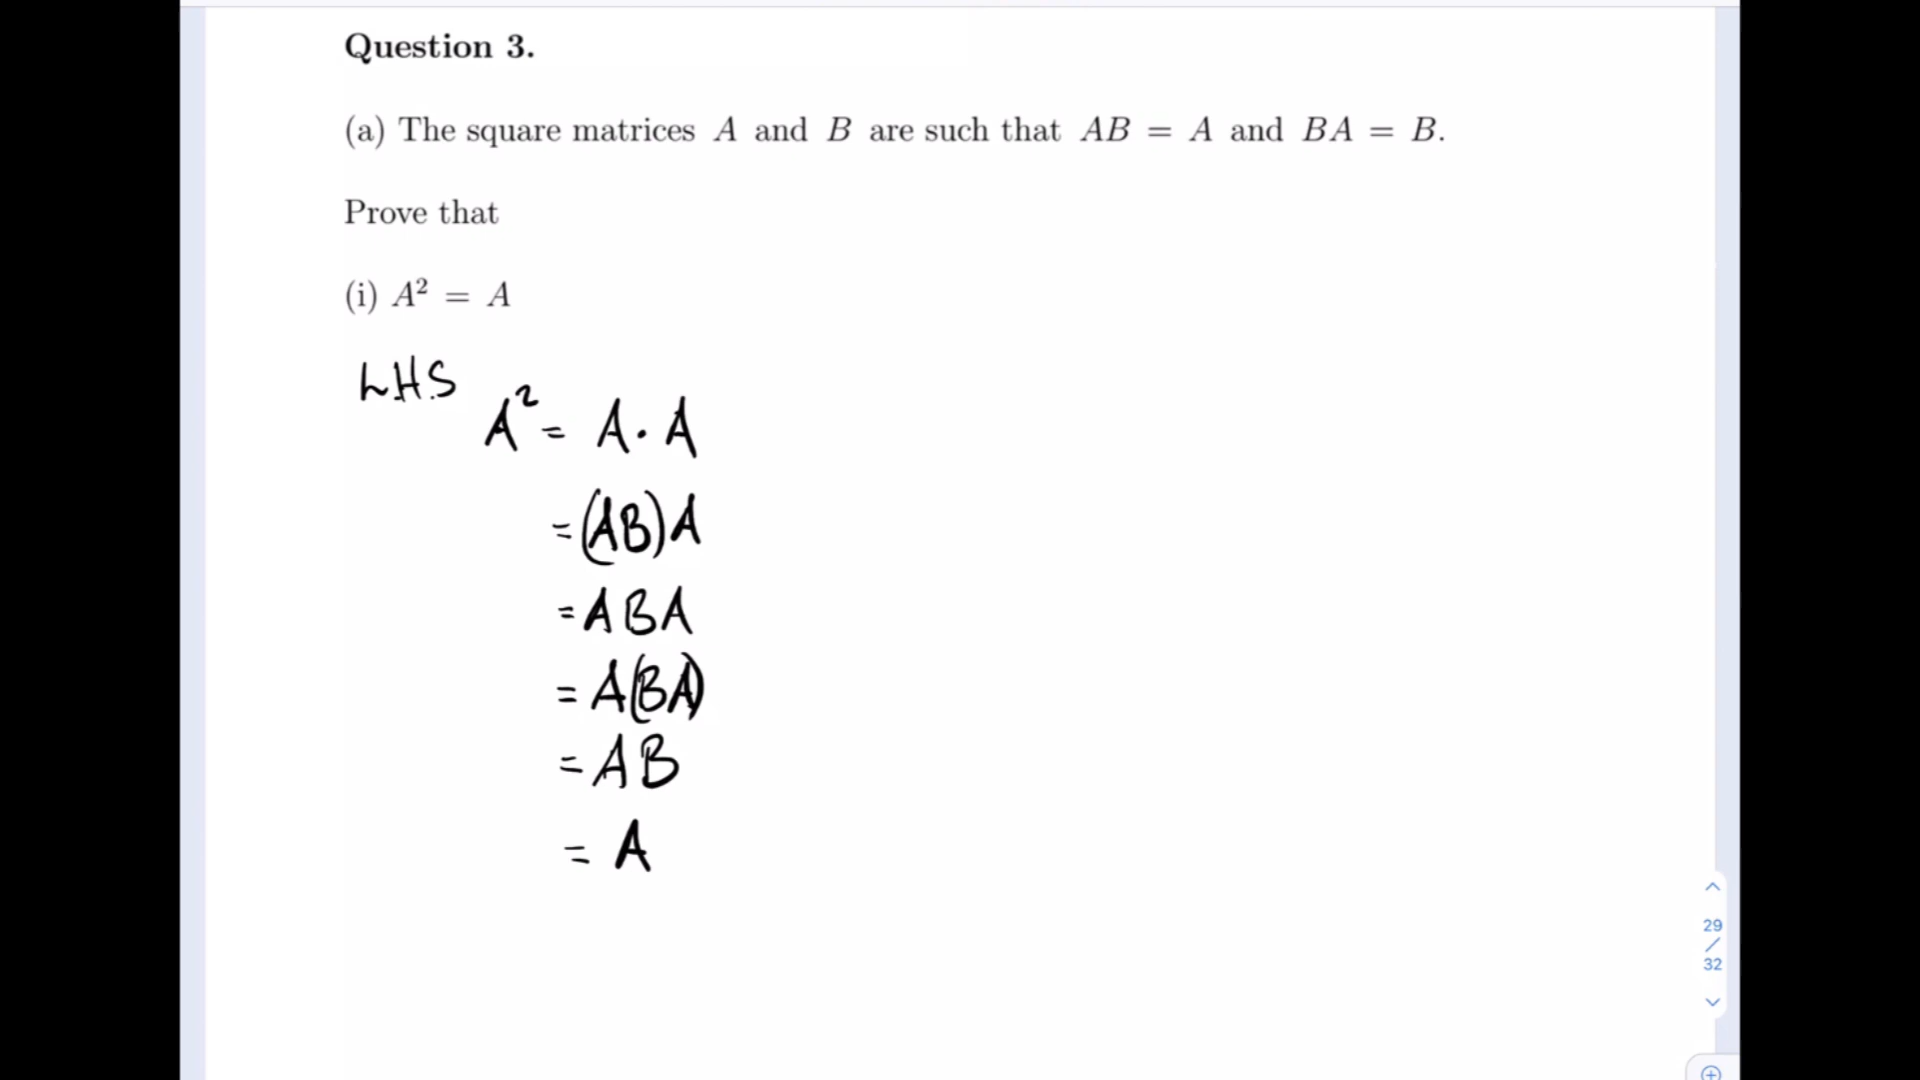 Question 3.
(a) The square matrices A and B are such that AB = A and BA = B.
Prove that
(i) A² = A
LHS
A² = A · A
= (AB)A
= ABA
= A(BA)
= AB
= A
29
/
32